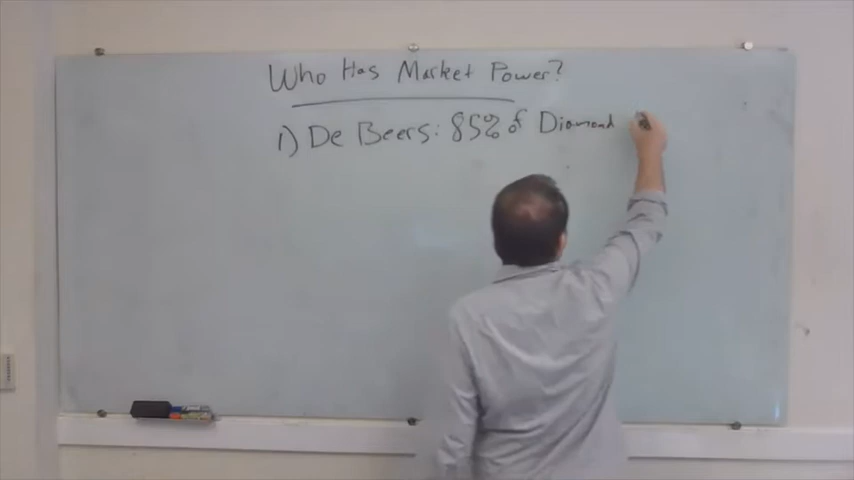 Who Has Market Power?
1) De Beers: 85% of Diamond